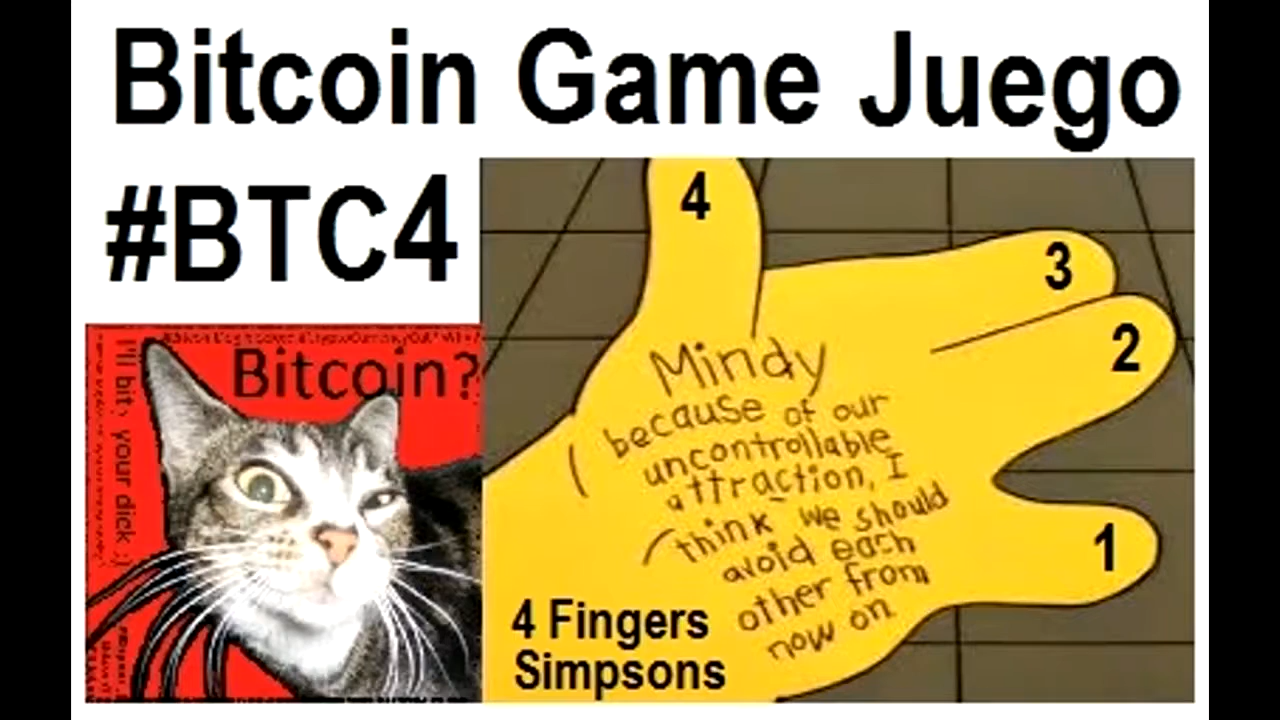 Bitcoin Game Juego
#BTC4
Bitcoin?
I'll bit, your dick :)
4
3
2
1
Mindy
because of our
uncontrollable
attraction, I
think we should
avoid each
other from
now on
4 Fingers
Simpsons